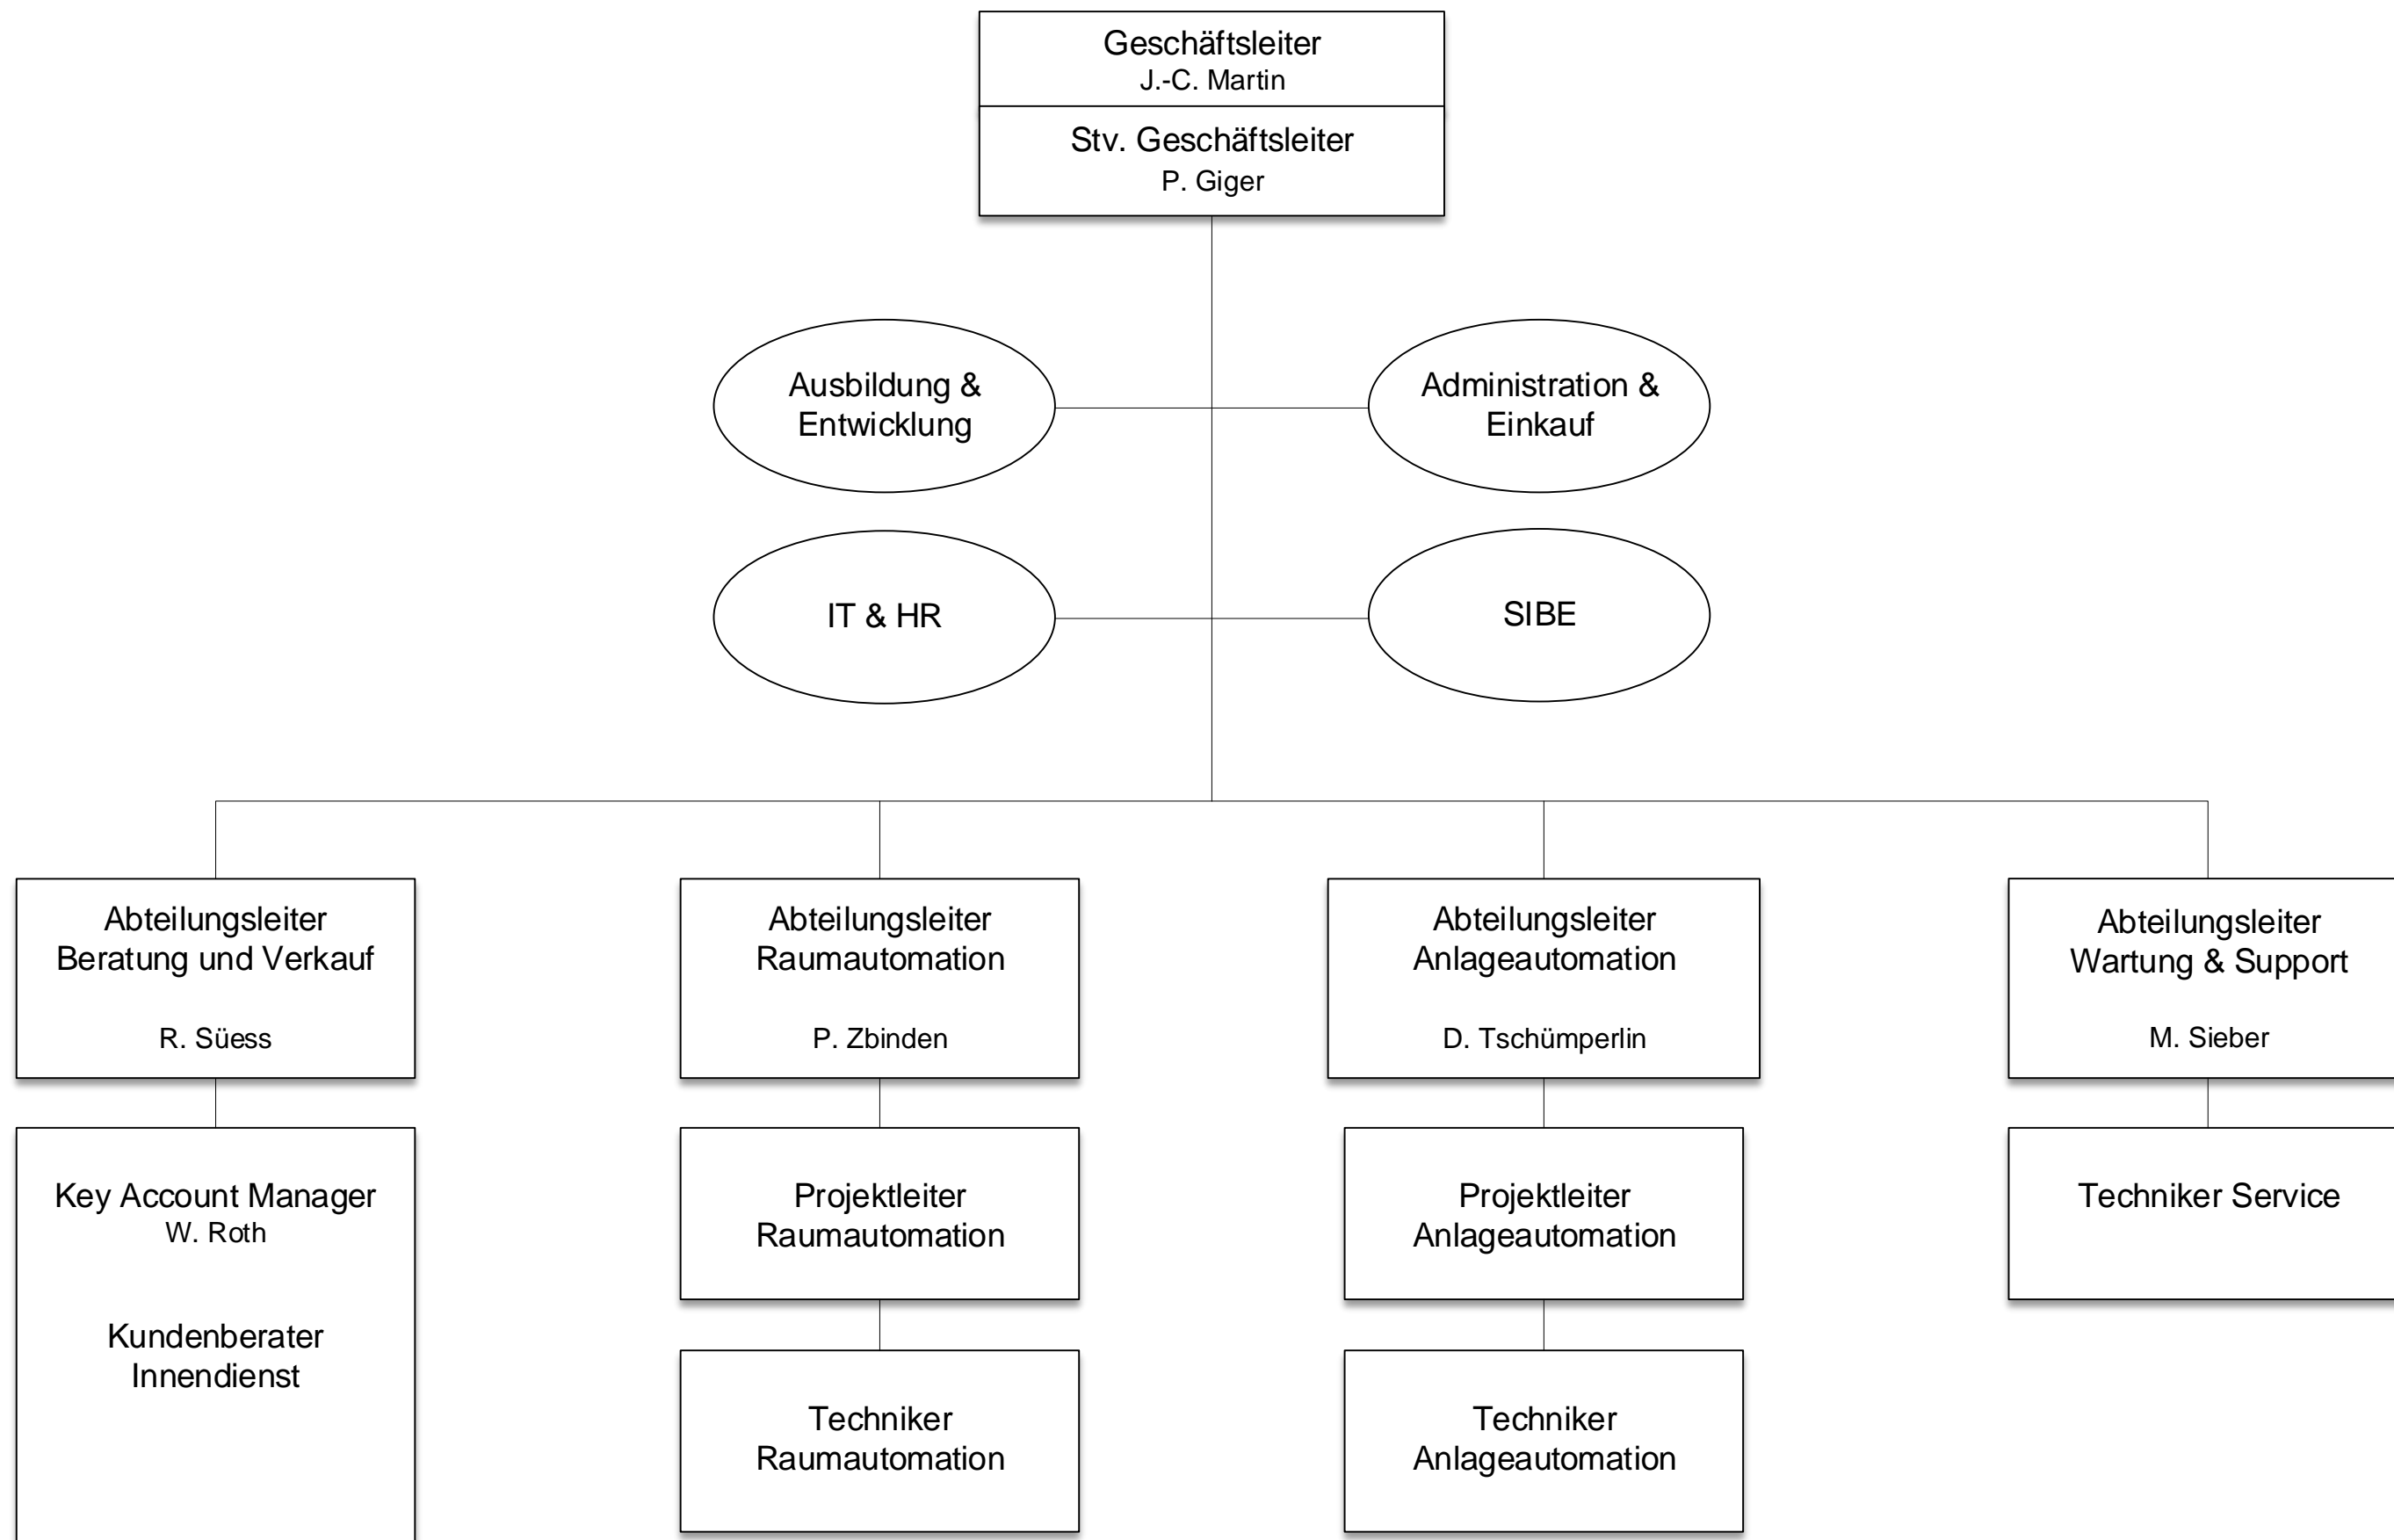 Geschäftsleiter
J.-C. Martin
Stv. Geschäftsleiter
P. Giger
Ausbildung &
Entwicklung
Administration &
Einkauf
IT & HR
SIBE
Abteilungsleiter
Beratung und Verkauf
R. Süess
Abteilungsleiter
Raumautomation
P. Zbinden
Abteilungsleiter
Anlageautomation
D. Tschümperlin
Abteilungsleiter
Wartung & Support
M. Sieber
Key Account Manager
W. Roth
Kundenberater
Innendienst
Projektleiter
Raumautomation
Projektleiter
Anlageautomation
Techniker Service
Techniker
Raumautomation
Techniker
Anlageautomation